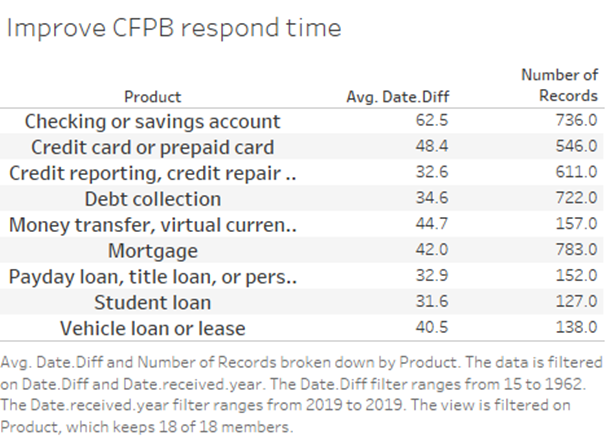 Improve CFPB respond time
Number of
Product Avg. Date.Diff Records
Checking or savings account 62.5 736.0
Credit card or prepaid card 48.4 546.0
Credit reporting, credit repair .. 32.6 611.0
Debt collection 34.6 722.0
Money transfer, virtual curren.. 44.7 157.0
Mortgage 42.0 783.0
Payday loan, title loan, or pers.. 32.9 152.0
Student loan 31.6 127.0
Vehicle loan or lease 40.5 138.0
Avg. Date.Diff and Number of Records broken down by Product. The data is filtered
on Date.Diff and Date.received.year. The Date.Diff filter ranges from 15 to 1962.
The Date.received.year filter ranges from 2019 to 2019. The view is filtered on
Product, which keeps 18 of 18 members.